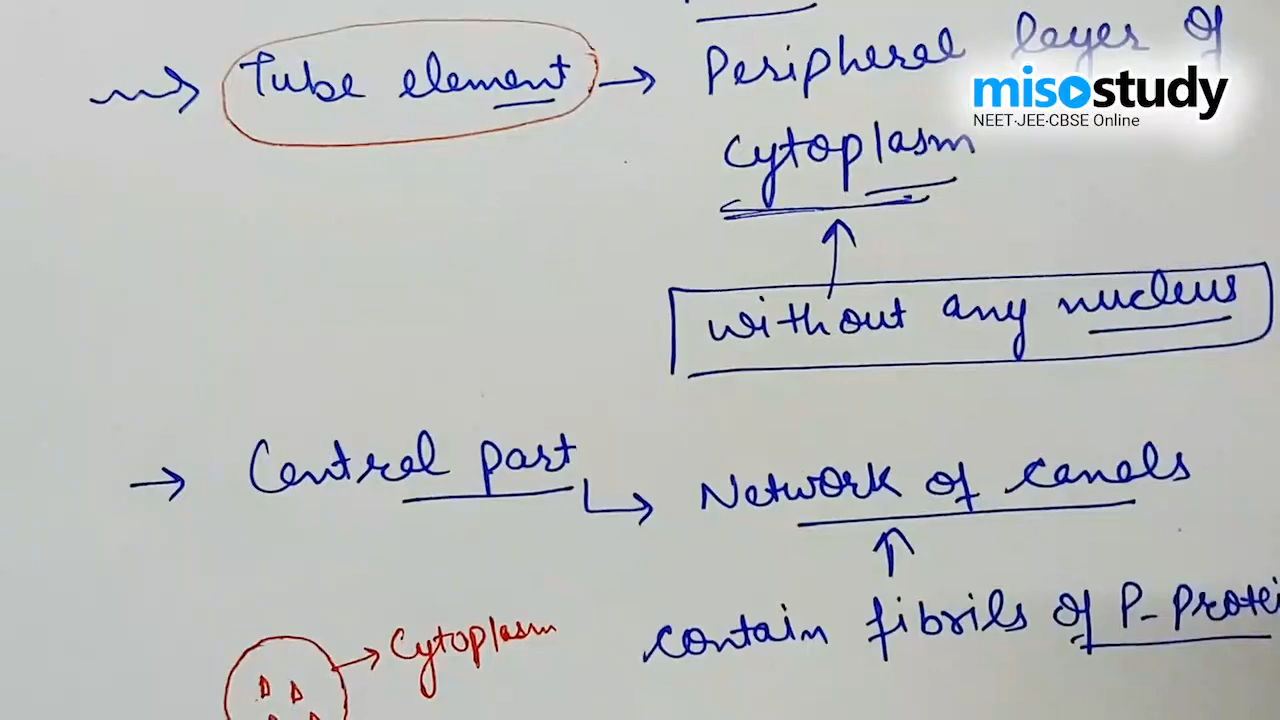 Tube element → Peripheral layer of
misostudy
NEET-JEE-CBSE Online
Cytoplasm
without any nucleus
→ Central part
Network of canals
contain fibrils of P-Protei
→ Cytoplasm